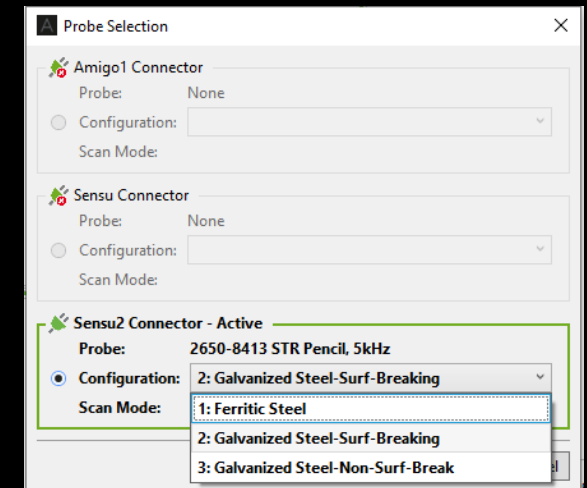 A Probe Selection
Amigo1 Connector
Probe: None
Configuration:
Scan Mode:
Sensu Connector
Probe: None
Configuration:
Scan Mode:
Sensu2 Connector - Active
Probe: 2650-8413 STR Pencil, 5kHz
Configuration: 2: Galvanized Steel-Surf-Breaking
Scan Mode: 1: Ferritic Steel
2: Galvanized Steel-Surf-Breaking
3: Galvanized Steel-Non-Surf-Break